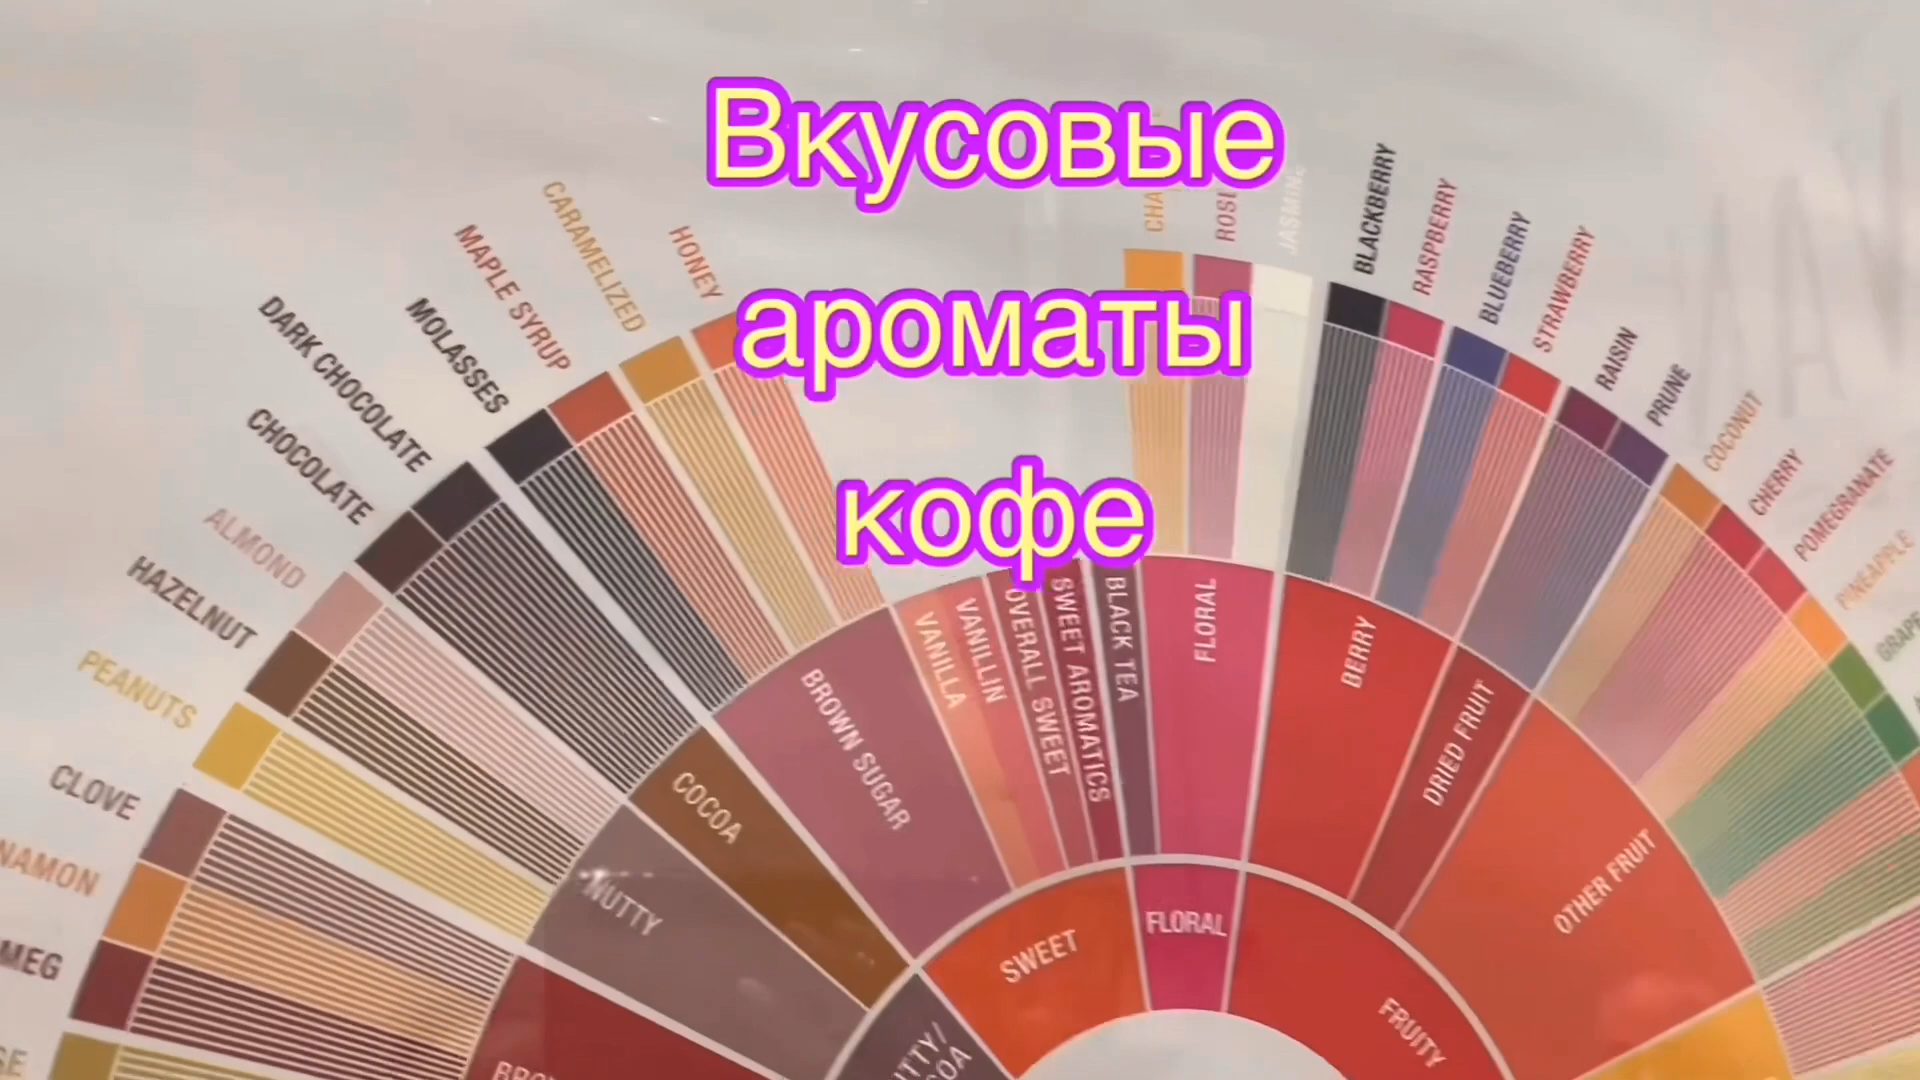 Вкусовые
ароматы
кофе
DARK CHOCOLATE
CHOCOLATE
MOLASSES
MAPLE SYRUP
CARAMELIZED
HONEY
ALMOND
HAZELNUT
PEANUTS
CLOVE
JASMINE
BLACKBERRY
RASPBERRY
BLUEBERRY
STRAWBERRY
RAISIN
PRUNE
COCONUT
CHERRY
POMEGRANATE
PINEAPPLE
COCOA
NUTTY
BROWN SUGAR
VANILLA
VANILLIN
OVERALL SWEET
SWEET AROMATICS
BLACK TEA
FLORAL
BERRY
DRIED FRUIT
OTHER FRUIT
SWEET
FLORAL
FRUITY